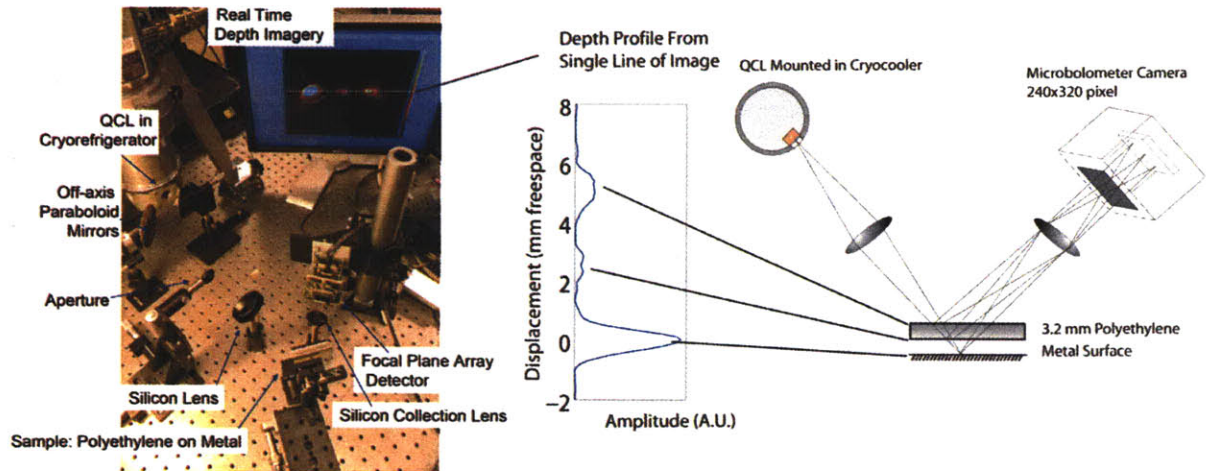 Real Time
Depth Imagery
QCL in
Cryorefrigerator
Off-axis
Paraboloid
Mirrors
Aperture
Silicon Lens
Sample: Polyethylene on Metal
Focal Plane Array
Detector
Silicon Collection Lens
Depth Profile From
Single Line of Image
Displacement (mm freespace)
8
6
4
2
0
−2
Amplitude (A.U.)
QCL Mounted in Cryocooler
Microbolometer Camera
240x320 pixel
3.2 mm Polyethylene
Metal Surface